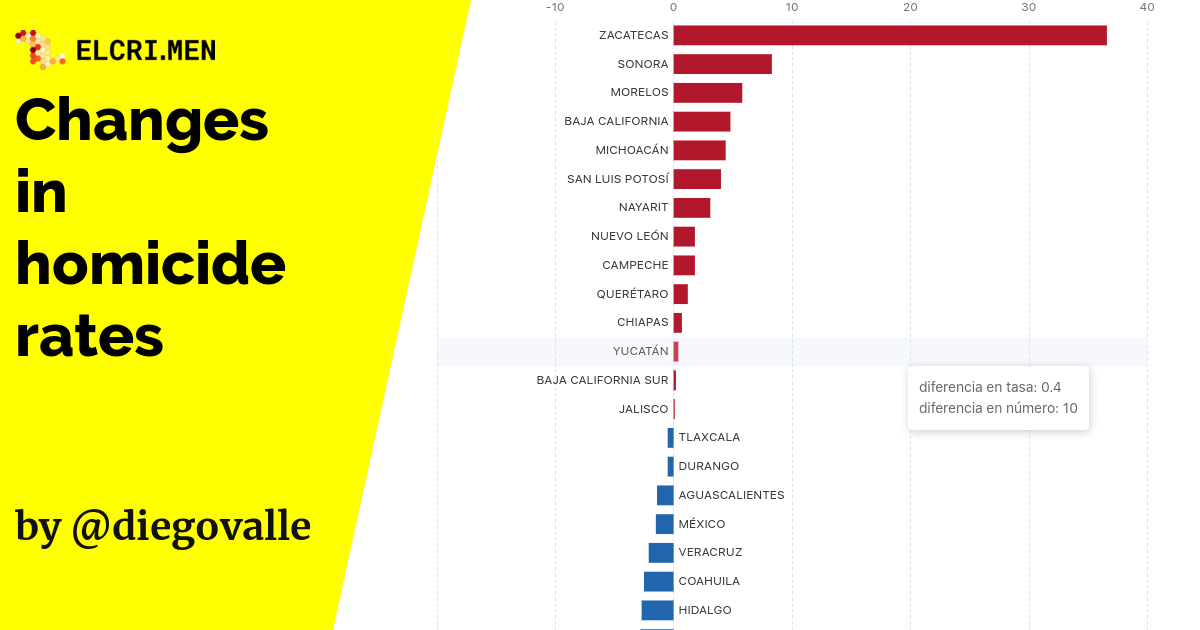 ELCRI.MEN
Changes
in
homicide
rates
by @diegovalle
-10 0 10 20 30 40
ZACATECAS
SONORA
MORELOS
BAJA CALIFORNIA
MICHOACÁN
SAN LUIS POTOSÍ
NAYARIT
NUEVO LEÓN
CAMPECHE
QUERÉTARO
CHIAPAS
YUCATÁN
BAJA CALIFORNIA SUR
diferencia en tasa: 0.4
diferencia en número: 10
JALISCO
TLAXCALA
DURANGO
AGUASCALIENTES
MÉXICO
VERACRUZ
COAHUILA
HIDALGO